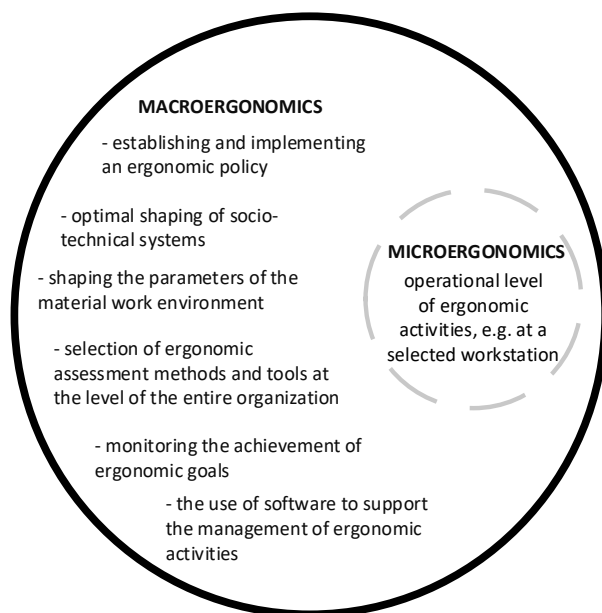 MACROERGONOMICS
- establishing and implementing
an ergonomic policy
- optimal shaping of socio-
technical systems
- shaping the parameters of the
material work environment
- selection of ergonomic
assessment methods and tools at
the level of the entire organization
- monitoring the achievement of
ergonomic goals
- the use of software to support
the management of ergonomic
activities
MICROERGONOMICS
operational level
of ergonomic
activities, e.g. at a
selected workstation